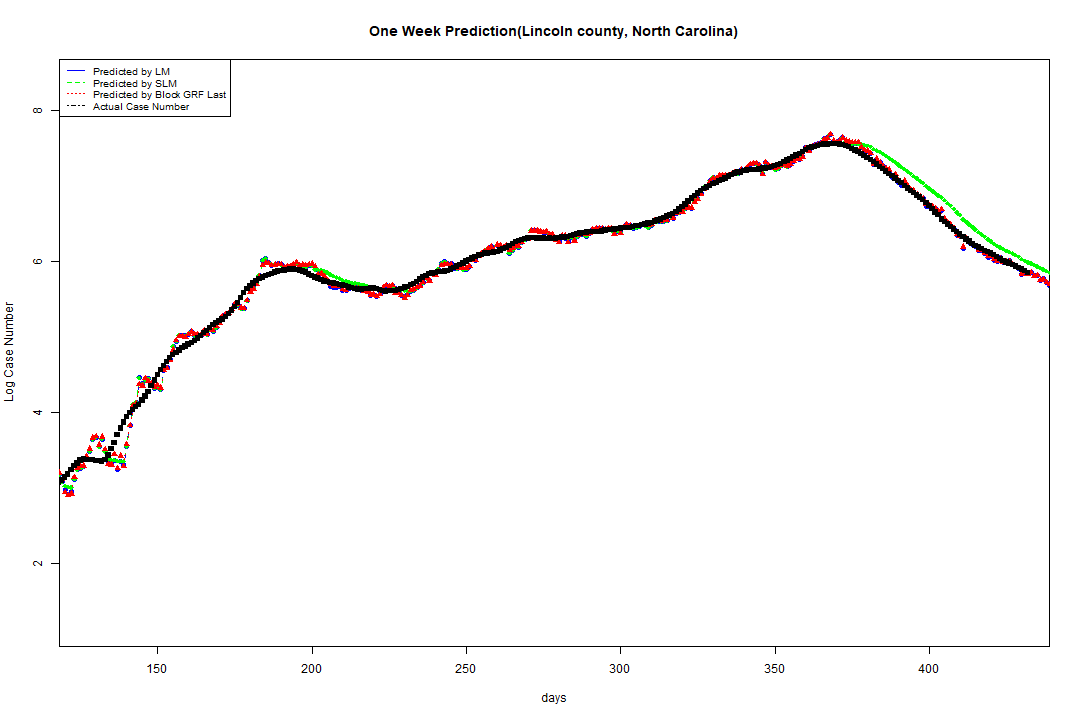 One Week Prediction(Lincoln county, North Carolina)
Predicted by LM
Predicted by SLM
Predicted by Block GRF Last
Actual Case Number
8
6
4
2
Log Case Number
150 200 250 300 350 400
days